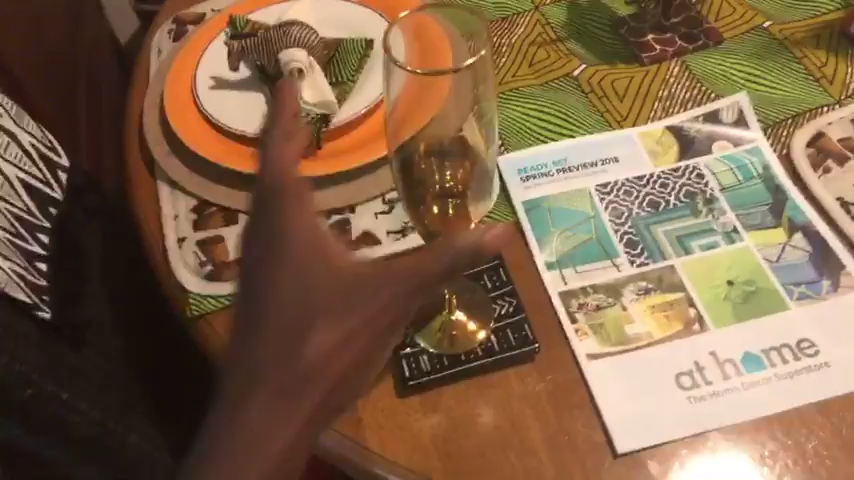 READY, SET,
SPRING PREVIEW 2018
at home
The Home Décor Superstore